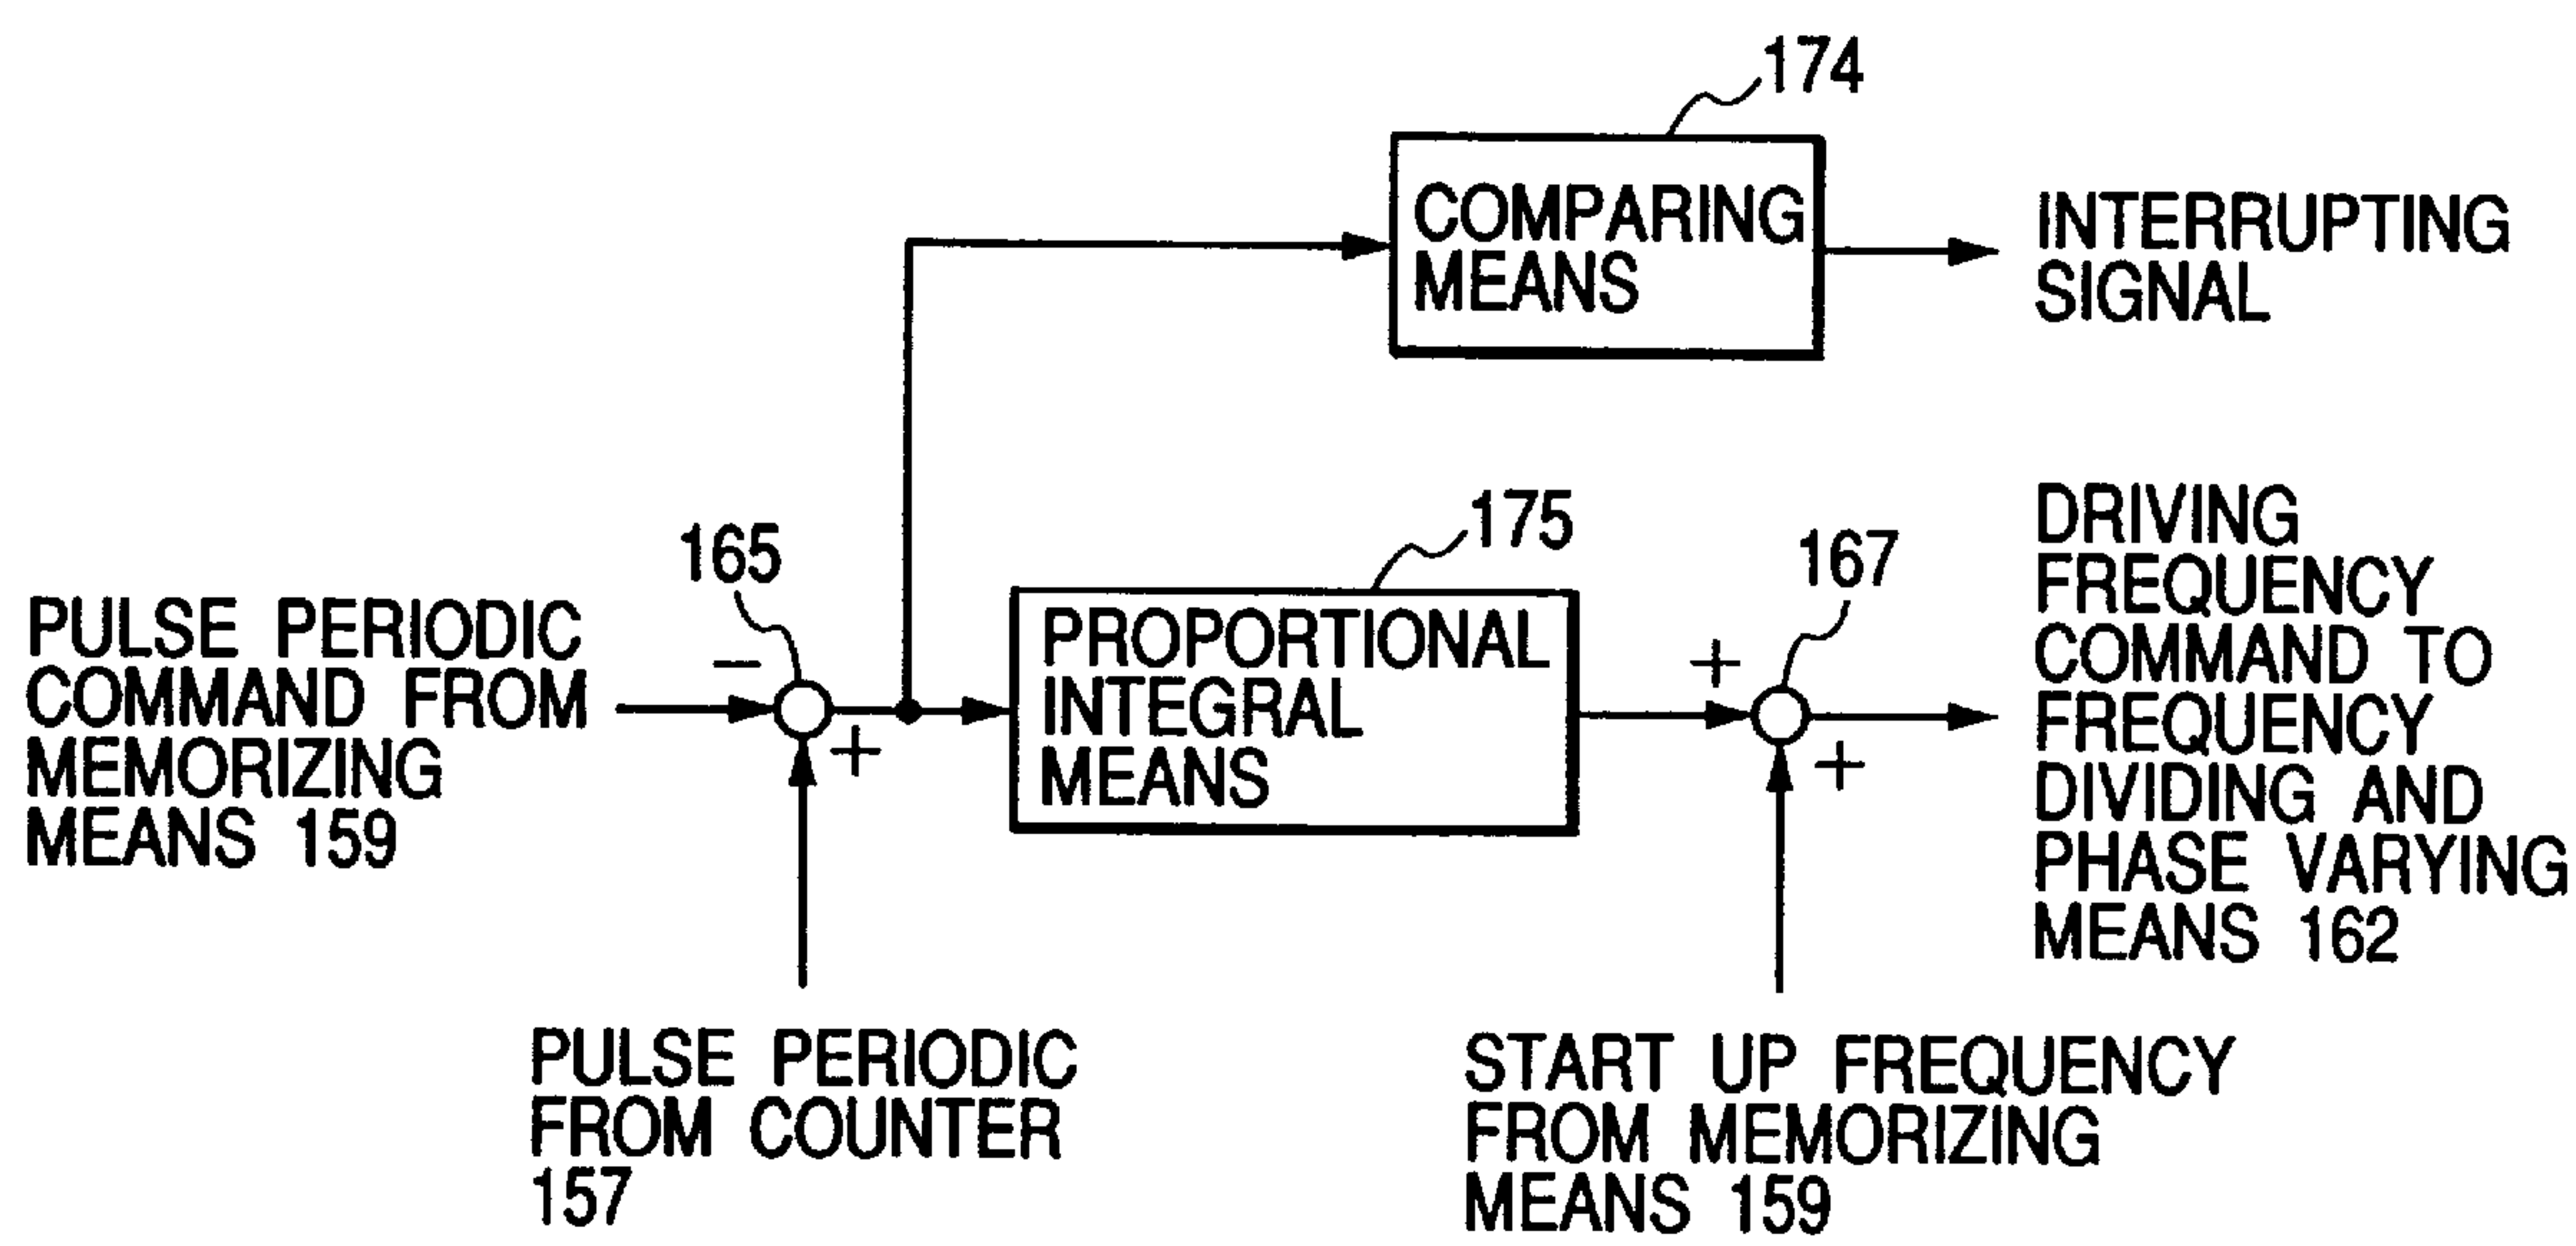 174
COMPARING
MEANS
INTERRUPTING
SIGNAL
165
PULSE PERIODIC
COMMAND FROM
MEMORIZING
MEANS 159
−
+
PULSE PERIODIC
FROM COUNTER
157
175
PROPORTIONAL
INTEGRAL
MEANS
167
+
+
START UP FREQUENCY
FROM MEMORIZING
MEANS 159
DRIVING
FREQUENCY
COMMAND TO
FREQUENCY
DIVIDING AND
PHASE VARYING
MEANS 162